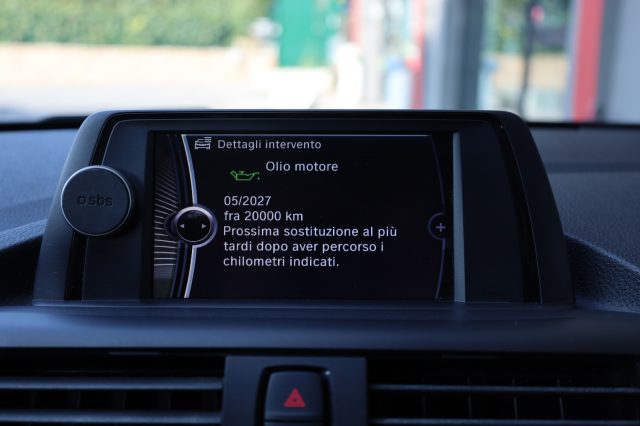 Dettagli intervento
Olio motore
05/2027
fra 20000 km
Prossima sostituzione al più
tardi dopo aver percorso i
chilometri indicati.
sbs